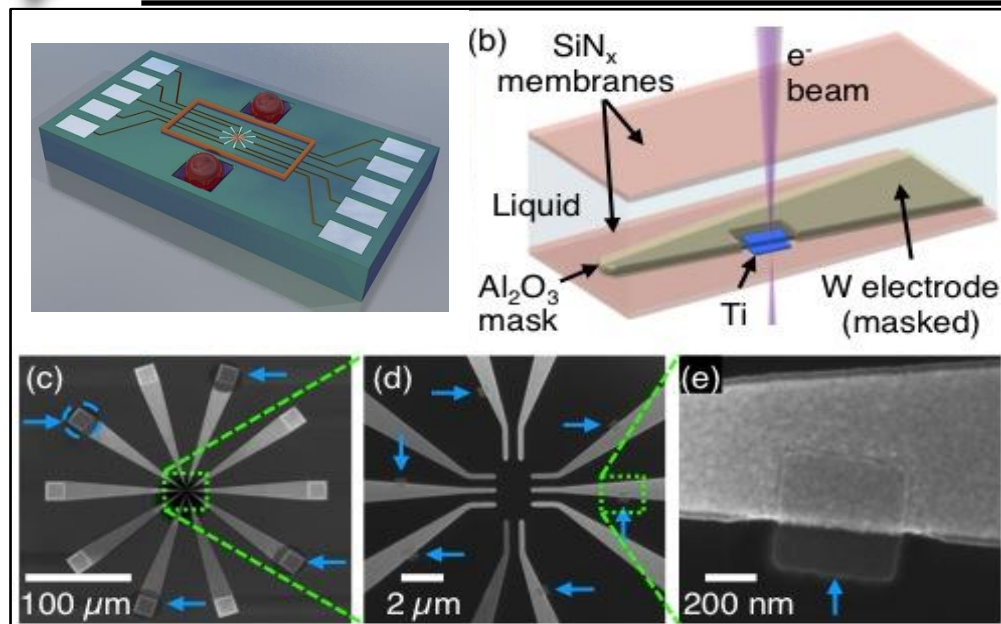 (b)
SiNₓ
membranes
e⁻
beam
Liquid
Al₂O₃
mask
Ti
W electrode
(masked)
(c)
100 μm
(d)
2 μm
(e)
200 nm